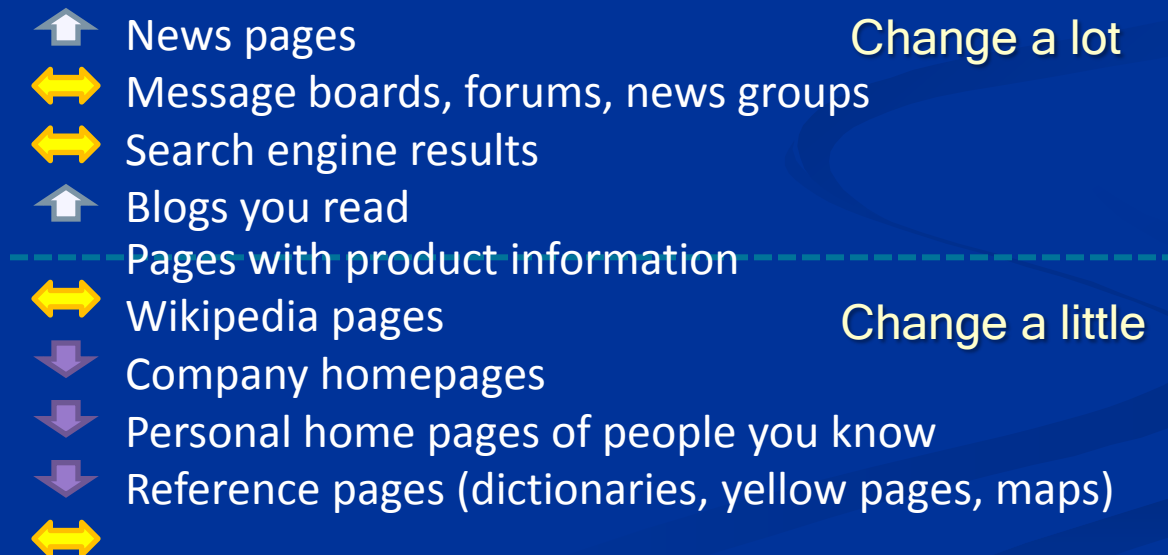 News pages
Change a lot
Message boards, forums, news groups
Search engine results
Blogs you read
Pages with product information
Wikipedia pages
Change a little
Company homepages
Personal home pages of people you know
Reference pages (dictionaries, yellow pages, maps)